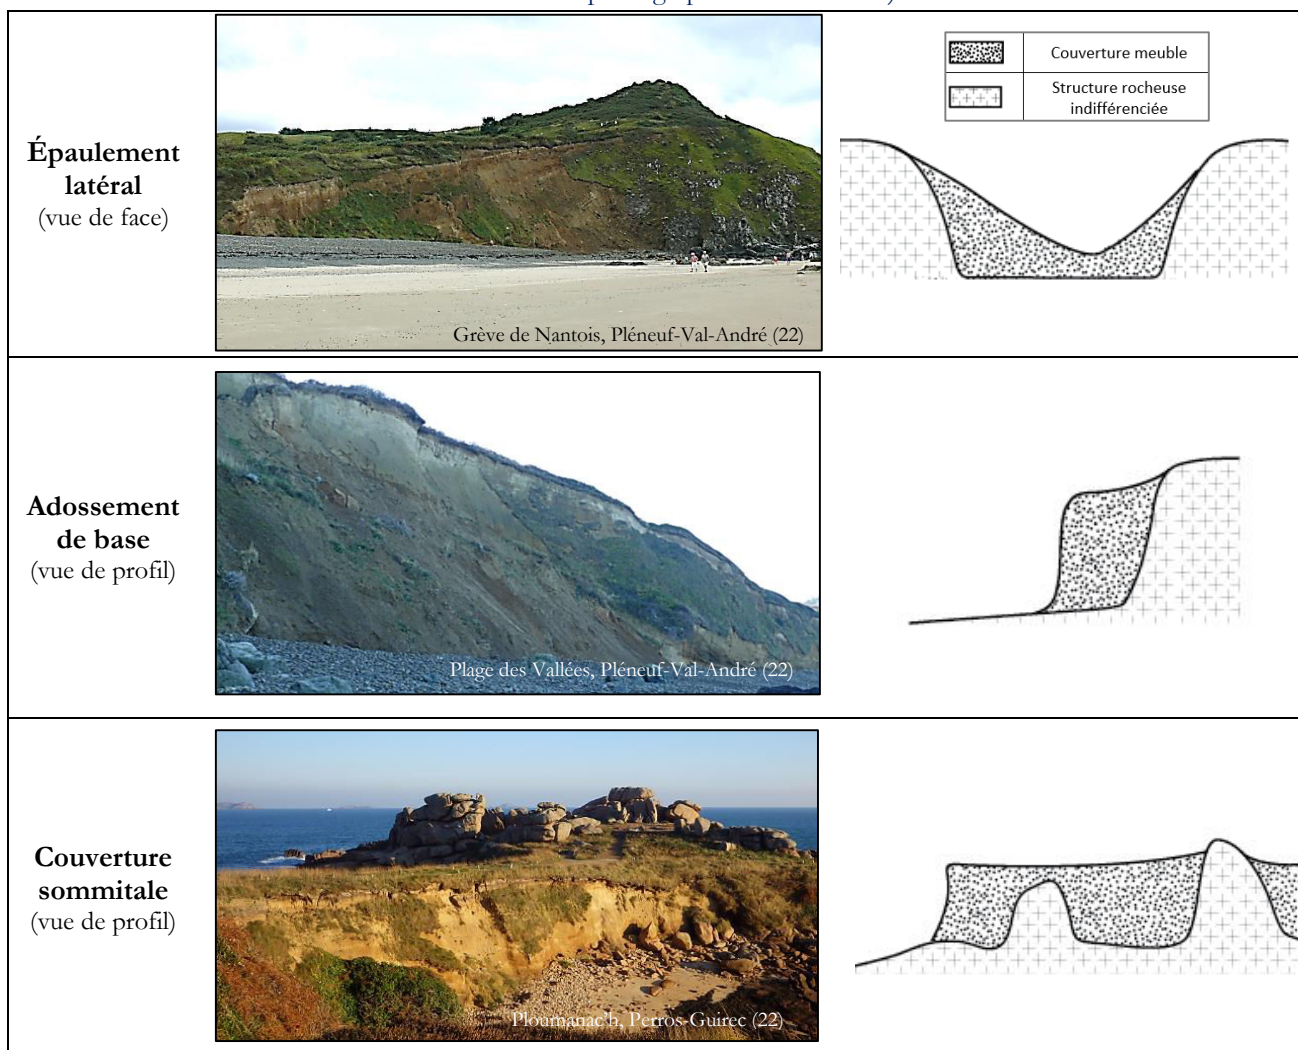 Couverture meuble
Structure rocheuse
indifférenciée
Épaulement
latéral
(vue de face)
Grève de Nantois, Pléneuf-Val-André (22)
Adossement
de base
(vue de profil)
Plage des Vallées, Pléneuf-Val-André (22)
Couverture
sommitale
(vue de profil)
Ploumanac'h, Perros-Guirec (22)